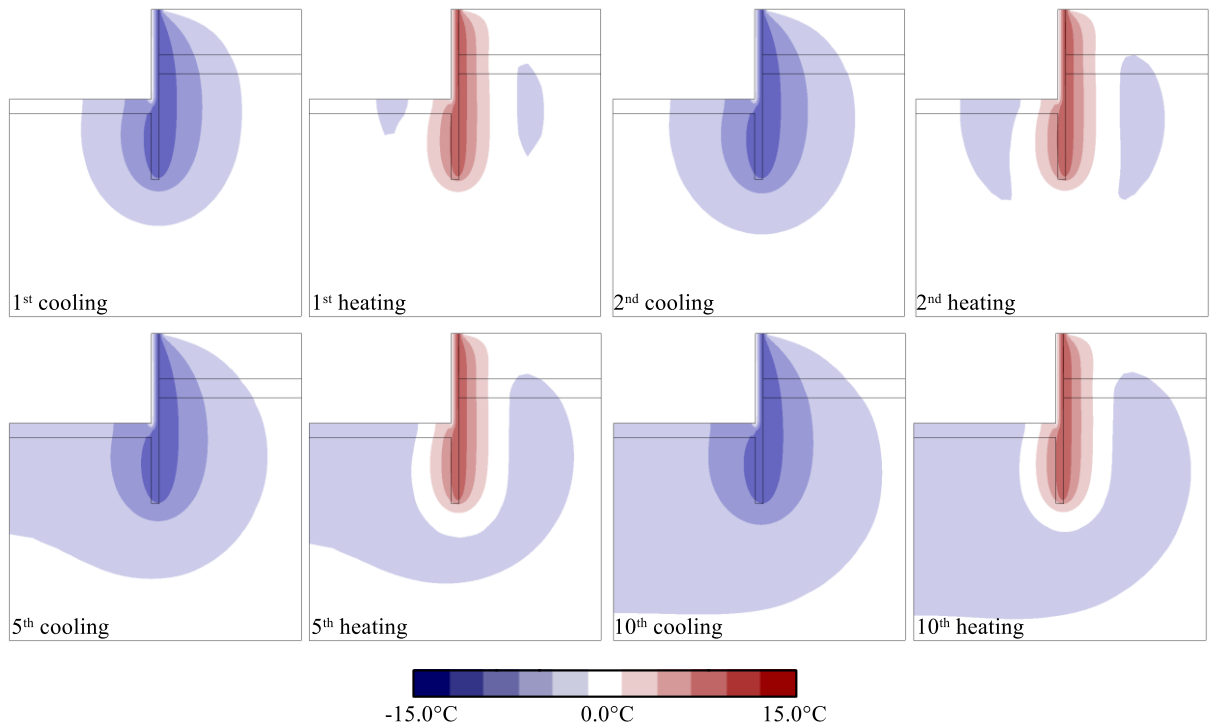 1st cooling
1st heating
2nd cooling
2nd heating
5th cooling
5th heating
10th cooling
10th heating
-15.0°C
0.0°C
15.0°C